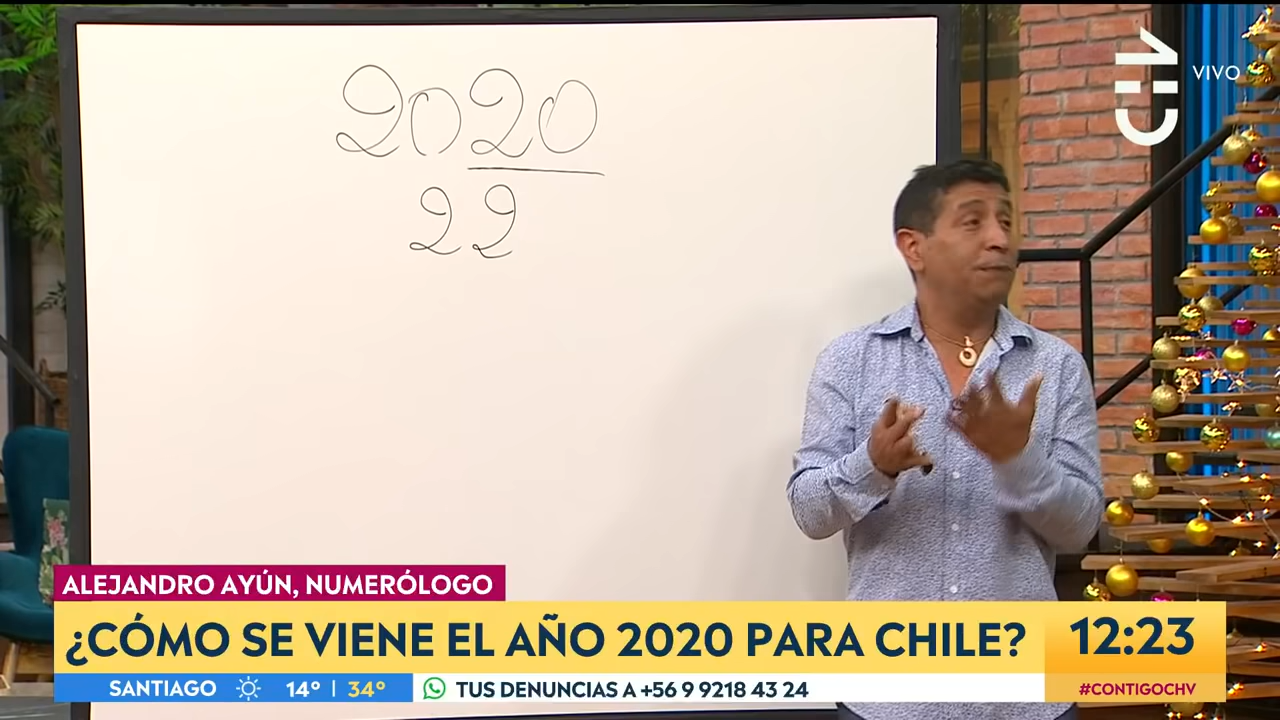 2020
22
CHV
VIVO
ALEJANDRO AYÚN, NUMERÓLOGO
¿CÓMO SE VIENE EL AÑO 2020 PARA CHILE?
12:23
SANTIAGO 14° | 34° TUS DENUNCIAS A +56 9 9218 43 24
#CONTIGOCHV